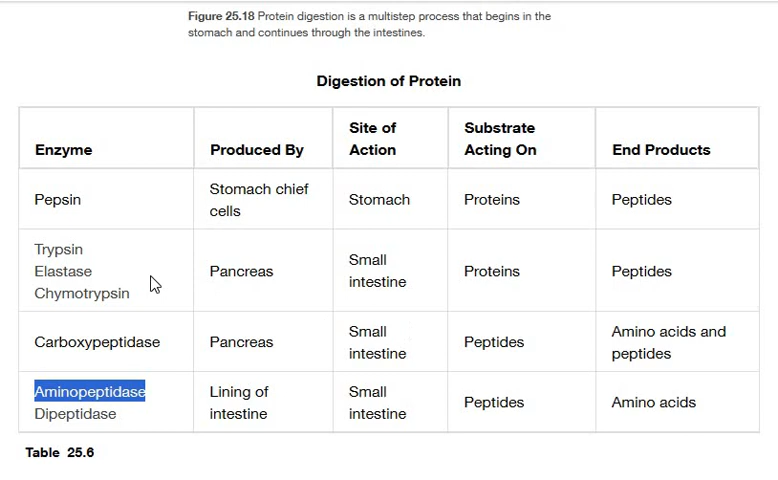 Figure 25.18 Protein digestion is a multistep process that begins in the
stomach and continues through the intestines.
Digestion of Protein
Enzyme
Produced By
Site of
Action
Substrate
Acting On
End Products
Pepsin
Stomach chief
cells
Stomach
Proteins
Peptides
Trypsin
Elastase
Chymotrypsin
Pancreas
Small
intestine
Proteins
Peptides
Carboxypeptidase
Pancreas
Small
intestine
Peptides
Amino acids and
peptides
Aminopeptidase
Dipeptidase
Lining of
intestine
Small
intestine
Peptides
Amino acids
Table 25.6